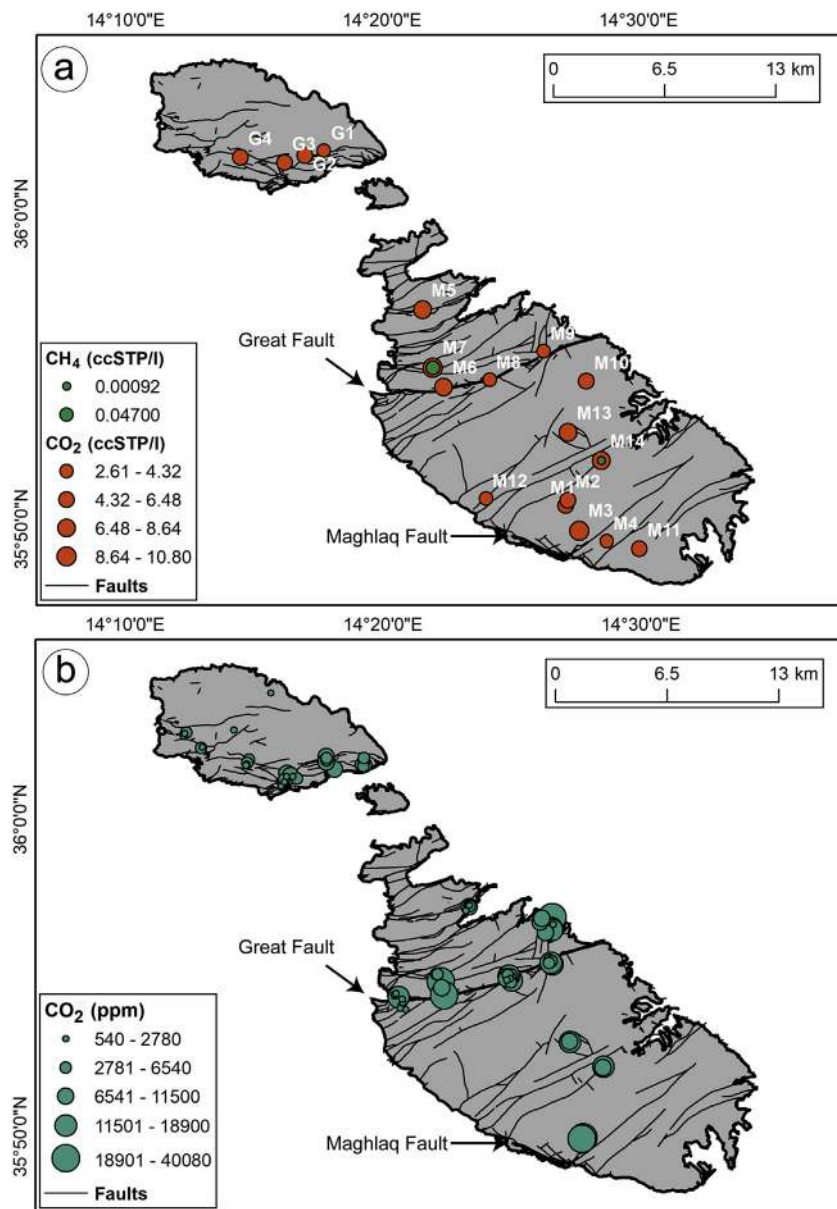 14°10'0"E 14°20'0"E 14°30'0"E
a
0 6.5 13 km
G4 G3 G1
G2
36°0'0"N
M5
Great Fault
M9
M7
M6 M8 M10
CH4 (ccSTP/l)
0.00092
0.04700
CO2 (ccSTP/l)
2.61 - 4.32
4.32 - 6.48
6.48 - 8.64
8.64 - 10.80
Faults
M13
M14
M12 M1 M2
M3
M4 M11
Maghlaq Fault
35°50'0"N
14°10'0"E 14°20'0"E 14°30'0"E
b
0 6.5 13 km
36°0'0"N
Great Fault
CO2 (ppm)
540 - 2780
2781 - 6540
6541 - 11500
11501 - 18900
18901 - 40080
Faults
Maghlaq Fault
35°50'0"N